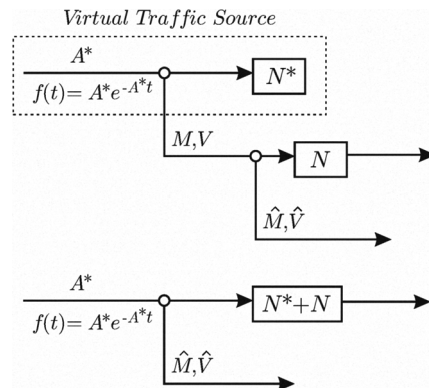 Virtual Traffic Source
A*
f(t)= A*e-A*t
N*
M,V
N
M̂,V̂
A*
f(t)= A*e-A*t
N*+N
M̂,V̂